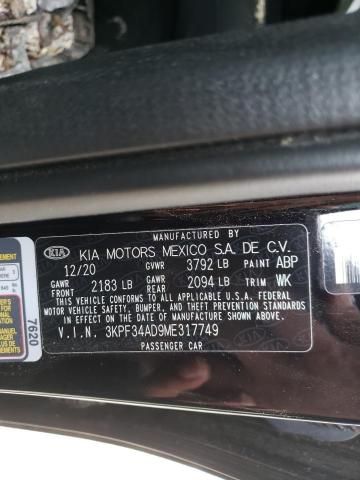 MANUFACTURED BY
KIA KIA MOTORS MEXICO S.A. DE C.V.
12/20 GVWR 3792 LB PAINT ABP
GAWR FRONT 2183 LB GAWR REAR 2094 LB TRIM WK
THIS VEHICLE CONFORMS TO ALL APPLICABLE U.S.A. FEDERAL MOTOR
VEHICLE SAFETY, BUMPER, AND THEFT PREVENTION STANDARDS
IN EFFECT ON THE DATE OF MANUFACTURE SHOWN ABOVE.
V.I.N. 3KPF34AD9ME317749
PASSENGER CAR
7620